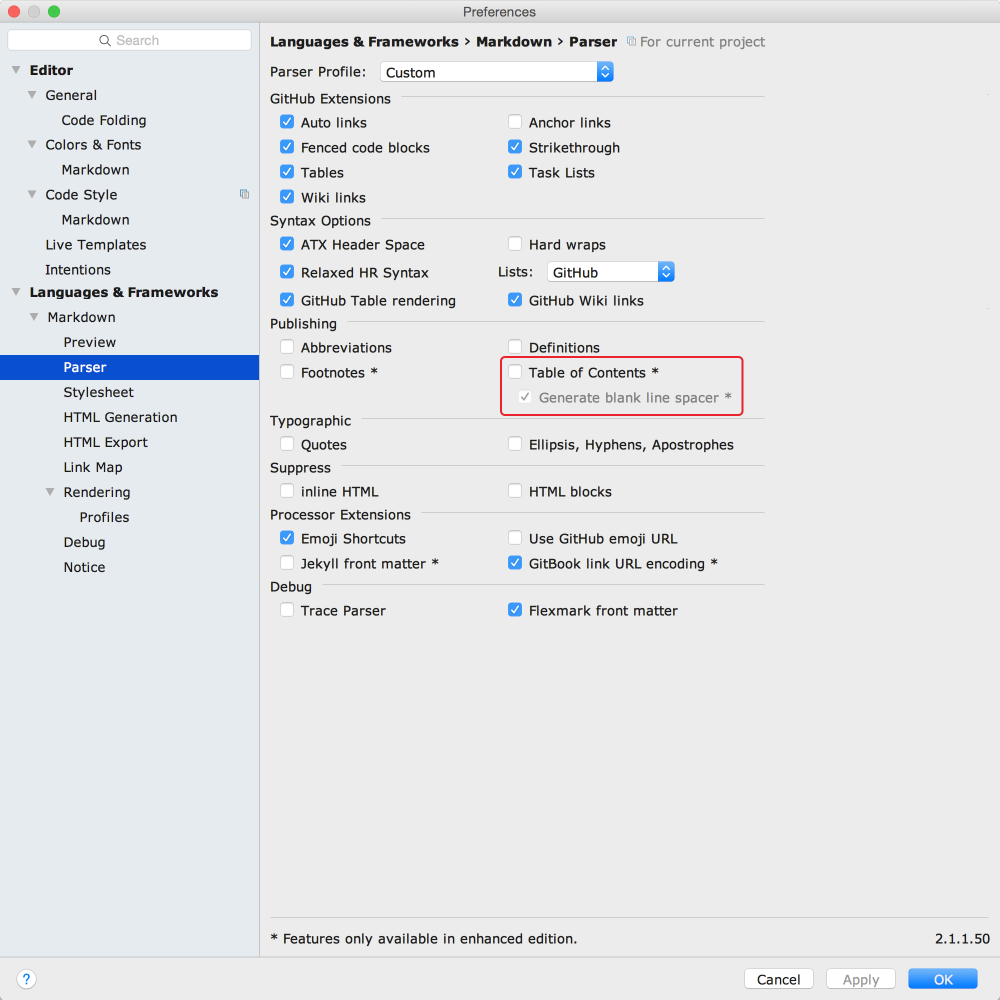 Preferences
Search
Editor
General
Code Folding
Colors & Fonts
Markdown
Code Style
Markdown
Live Templates
Intentions
Languages & Frameworks
Markdown
Preview
Parser
Stylesheet
HTML Generation
HTML Export
Link Map
Rendering
Profiles
Debug
Notice
Languages & Frameworks › Markdown › Parser For current project
Parser Profile: Custom
GitHub Extensions
Auto links Anchor links
Fenced code blocks Strikethrough
Tables Task Lists
Wiki links
Syntax Options
ATX Header Space Hard wraps
Relaxed HR Syntax Lists: GitHub
GitHub Table rendering GitHub Wiki links
Publishing
Abbreviations Definitions
Footnotes * Table of Contents *
Generate blank line spacer *
Typographic
Quotes Ellipsis, Hyphens, Apostrophes
Suppress
inline HTML HTML blocks
Processor Extensions
Emoji Shortcuts Use GitHub emoji URL
Jekyll front matter * GitBook link URL encoding *
Debug
Trace Parser Flexmark front matter
* Features only available in enhanced edition. 2.1.1.50
? Cancel Apply OK